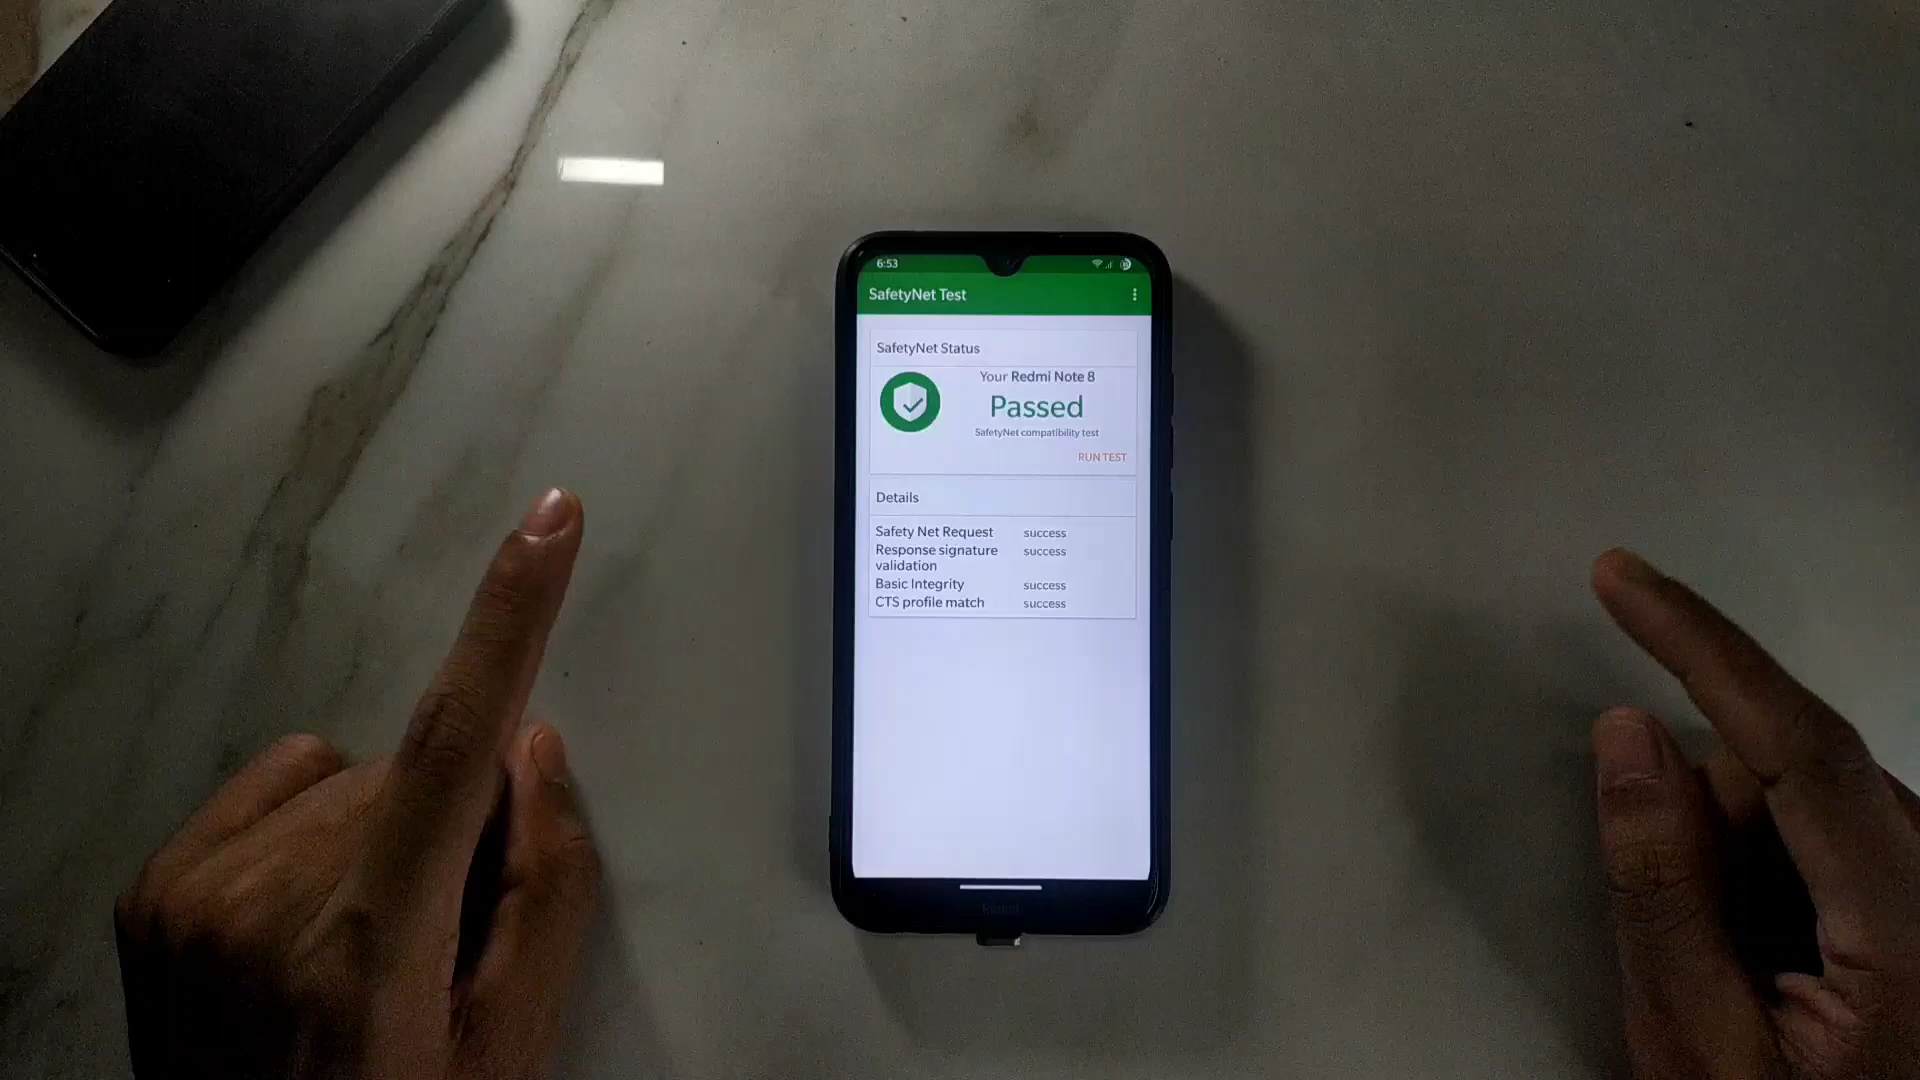 6:53
SafetyNet Test
SafetyNet Status
Your Redmi Note 8
Passed
SafetyNet compatibility test
RUN TEST
Details
Safety Net Request success
Response signature success
validation
Basic Integrity success
CTS profile match success
Redmi